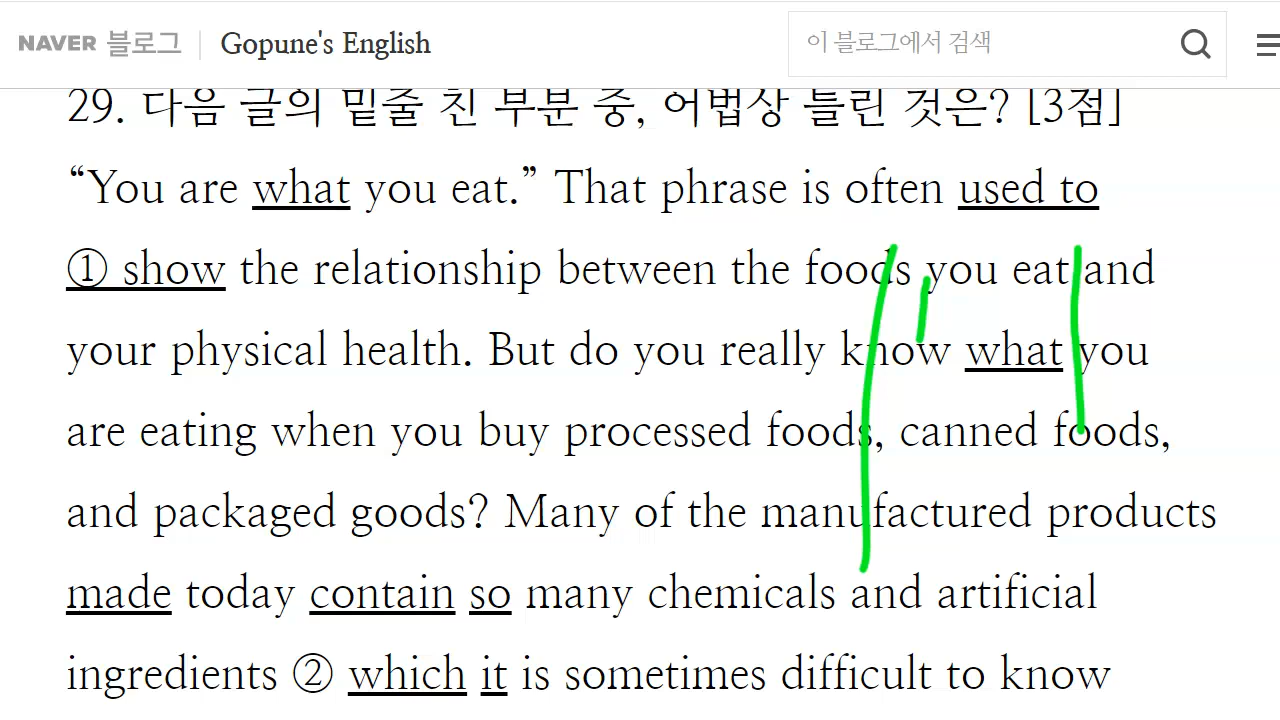 NAVER 블로그 Gopune's English 이 블로그에서 검색
29. 다음 글의 밑줄 친 부분 중, 어법상 틀린 것은? [3점]
“You are what you eat.” That phrase is often used to
① show the relationship between the foods you eat and
your physical health. But do you really know what you
are eating when you buy processed foods, canned foods,
and packaged goods? Many of the manufactured products
made today contain so many chemicals and artificial
ingredients ② which it is sometimes difficult to know